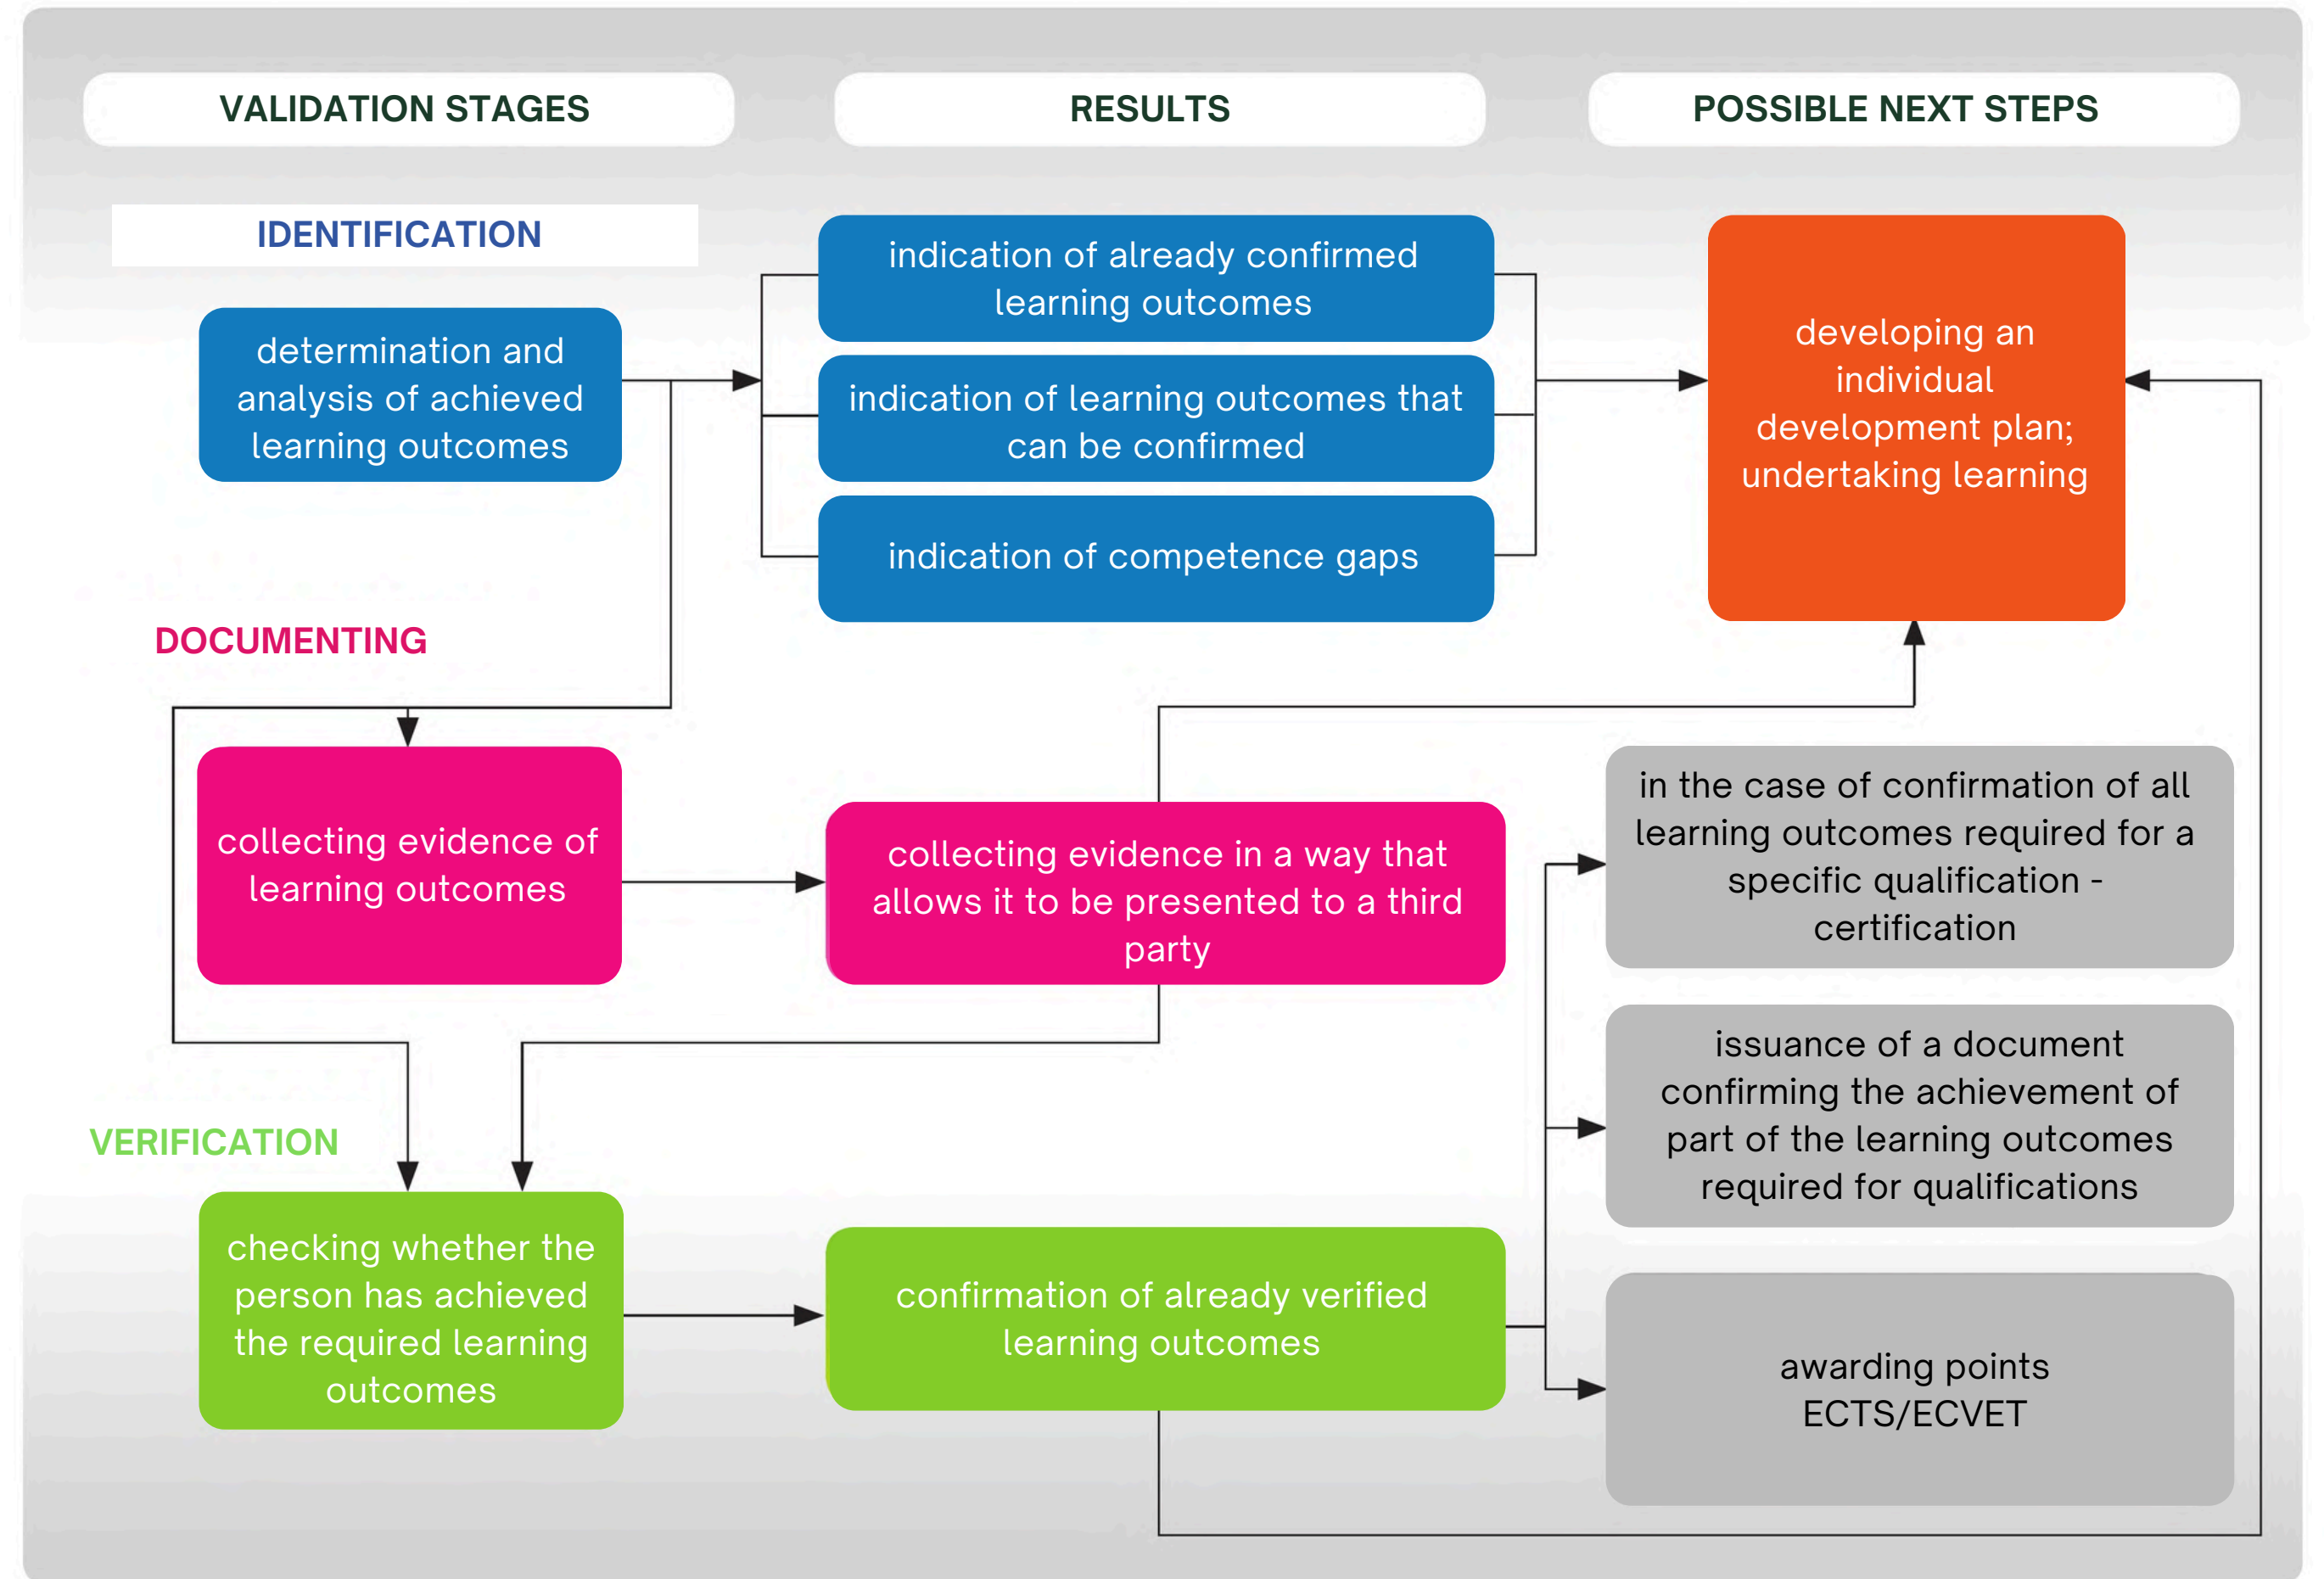 VALIDATION STAGES
RESULTS
POSSIBLE NEXT STEPS
IDENTIFICATION
determination and
analysis of achieved
learning outcomes
indication of already confirmed
learning outcomes
indication of learning outcomes that
can be confirmed
indication of competence gaps
developing an
individual
development plan;
undertaking learning
DOCUMENTING
collecting evidence of
learning outcomes
collecting evidence in a way that
allows it to be presented to a third
party
in the case of confirmation of all
learning outcomes required for a
specific qualification -
certification
issuance of a document
confirming the achievement of
part of the learning outcomes
required for qualifications
VERIFICATION
checking whether the
person has achieved
the required learning
outcomes
confirmation of already verified
learning outcomes
awarding points
ECTS/ECVET